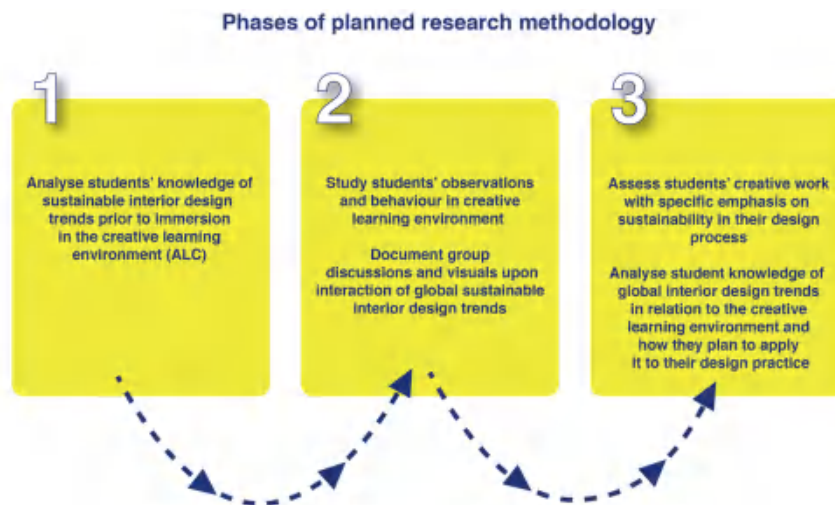 Phases of planned research methodology
1
Analyse students' knowledge of
sustainable interior design
trends prior to Immersion
in the creative learning
environment (ALC)
2
Study students' observations
and behaviour in creative
learning environment
Document group
discussions and visuals upon
interaction of global sustainable
interior design trends
3
Assess students' creative work
with specific emphasis on
sustainability in their design
process
Analyse student knowledge of
global interior design trends
in relation to the creative
learning environment and
how they plan to apply
it to their design practice